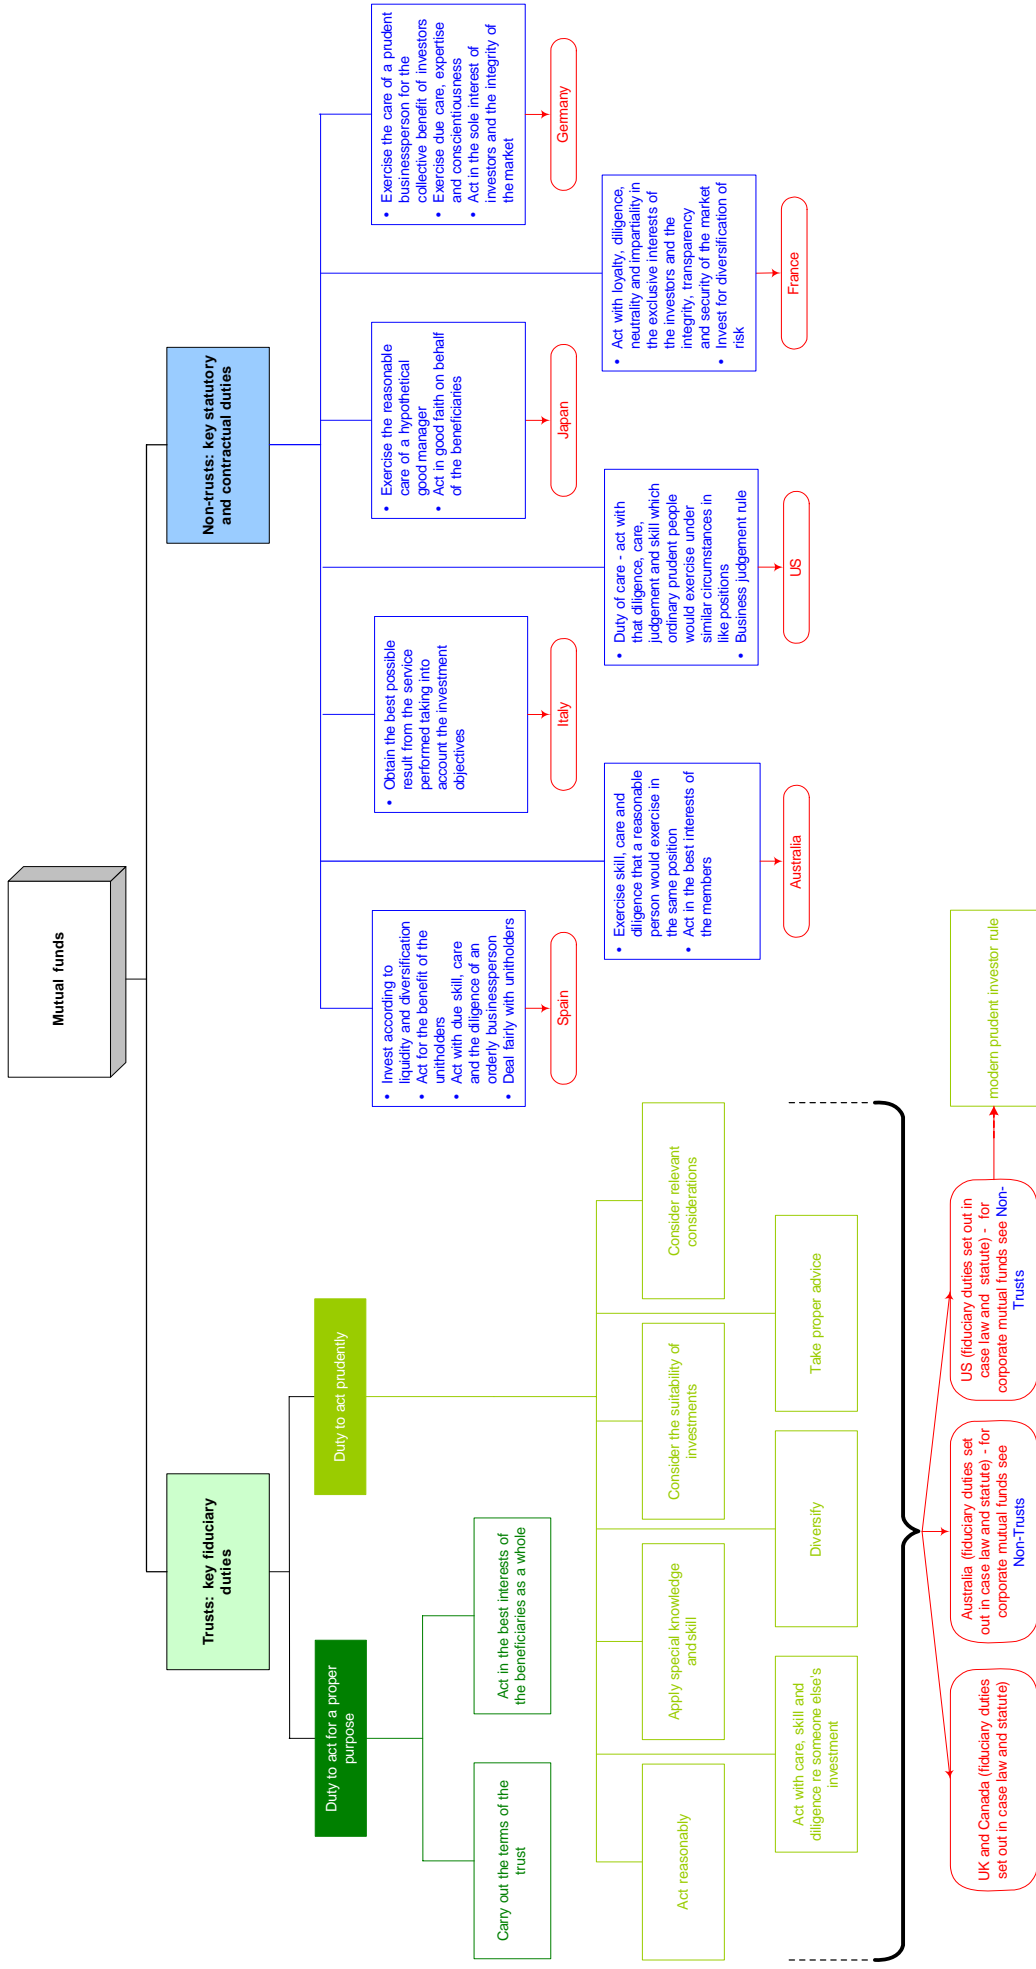 Mutual funds
Trusts: key fiduciary
duties
Non-trusts: key statutory
and contractual duties
Duty to act for a proper
purpose
Duty to act prudently
Carry out the terms of the
trust
Act in the best interests of
the beneficiaries as a whole
Act reasonably
Apply special knowledge
and skill
Consider the suitability of
investments
Consider relevant
considerations
Act with care, skill and
diligence re someone else's
investment
Diversify
Take proper advice
UK and Canada (fiduciary duties
set out in case law and statute)
Australia (fiduciary duties set
out in case law and statute) - for
corporate mutual funds see
Non-Trusts
US (fiduciary duties set out in
case law and statute) - for
corporate mutual funds see Non-
Trusts
modern prudent investor rule
• Invest according to
liquidity and diversification
• Act for the benefit of the
unitholders
• Act with due skill, care
and the diligence of an
orderly businessperson
• Deal fairly with unitholders
Spain
• Exercise skill, care and
diligence that a reasonable
person would exercise in
the same position
• Act in the best interests of
the members
Australia
• Obtain the best possible
result from the service
performed taking into
account the investment
objectives
Italy
• Duty of care - act with
that diligence, care,
judgement and skill which
ordinary prudent people
would exercise under
similar circumstances in
like positions
• Business judgement rule
US
• Exercise the reasonable
care of a hypothetical
good manager
• Act in good faith on behalf
of the beneficiaries
Japan
• Act with loyalty, diligence,
neutrality and impartiality in
the exclusive interests of
the investors and the
integrity, transparency
and security of the market
• Invest for diversification of
risk
France
• Exercise the care of a prudent
businessperson for the
collective benefit of investors
• Exercise due care, expertise
and conscientiousness
• Act in the sole interest of
investors and the integrity of
the market
Germany